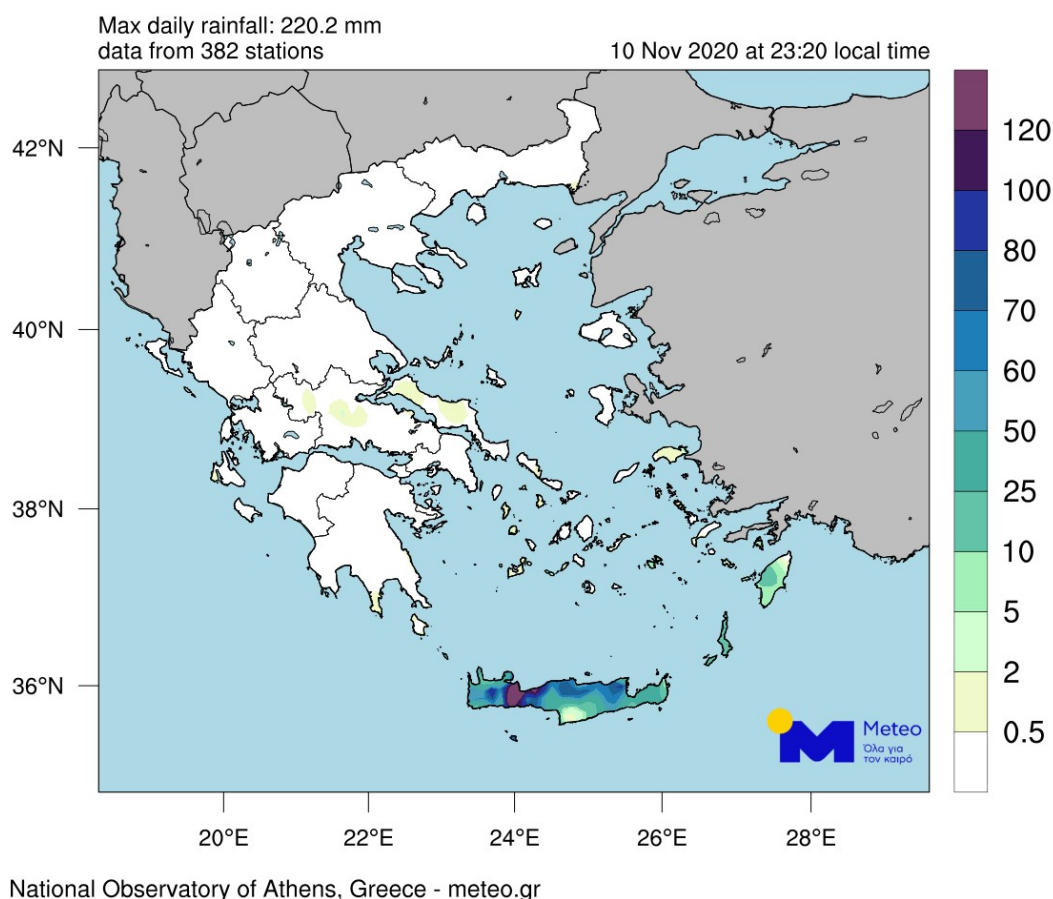 Max daily rainfall: 220.2 mm
data from 382 stations
10 Nov 2020 at 23:20 local time
42°N
40°N
38°N
36°N
20°E
22°E
24°E
26°E
28°E
120
100
80
70
60
50
25
10
5
2
0.5
Meteo
Όλα για
τον καιρό
National Observatory of Athens, Greece - meteo.gr